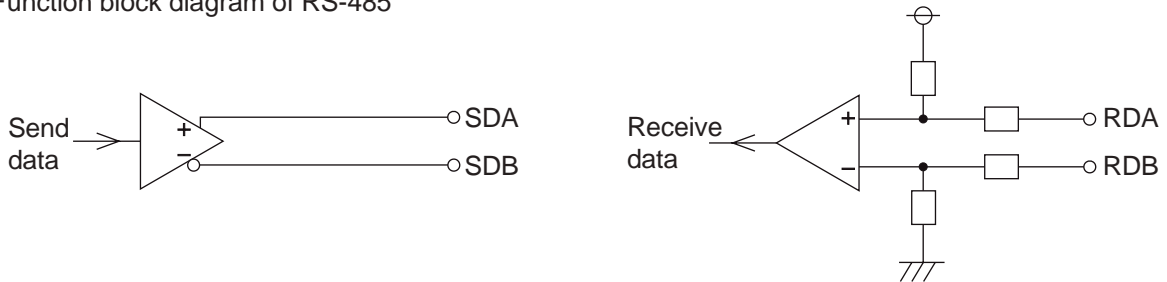 Function block diagram of RS-485
Send
data
+
−
SDA
SDB
Receive
data
+
−
RDA
RDB